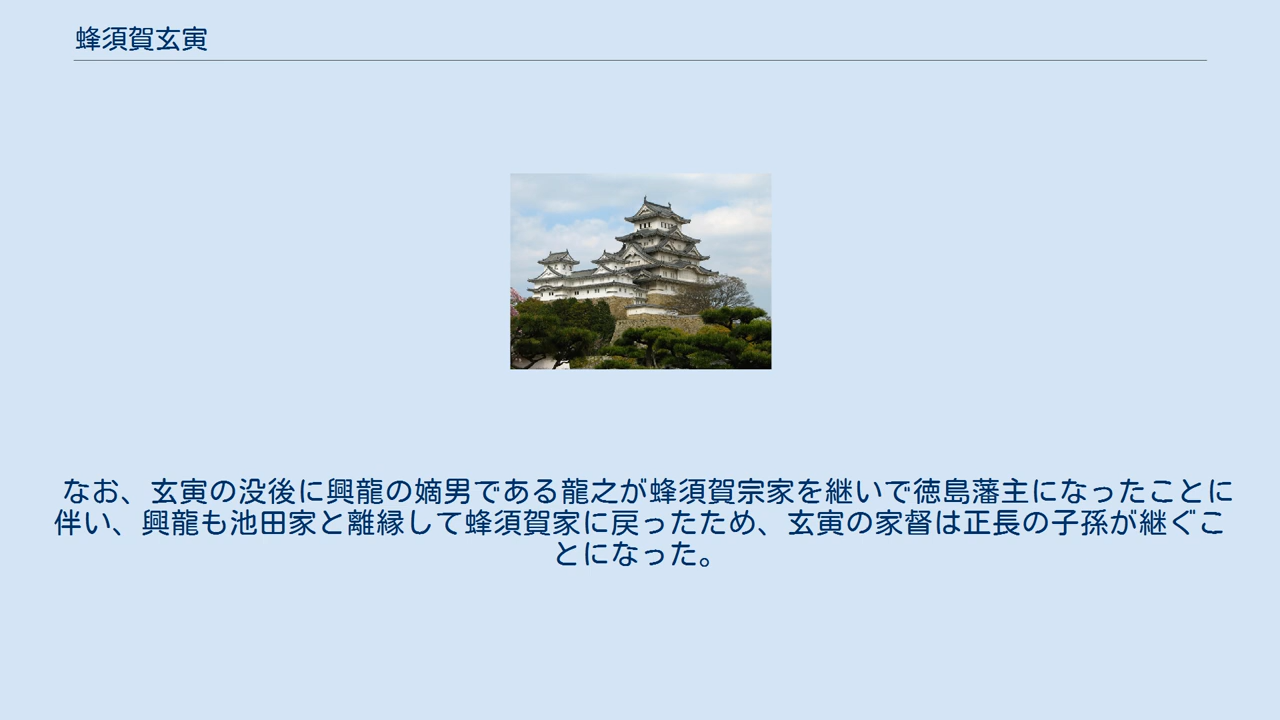 蜂須賀玄寅
なお、玄寅の没後に興龍の嫡男である龍之が蜂須賀宗家を継いで徳島藩主になったことに
伴い、興龍も池田家と離縁して蜂須賀家に戻ったため、玄寅の家督は正長の子孫が継ぐこ
とになった。